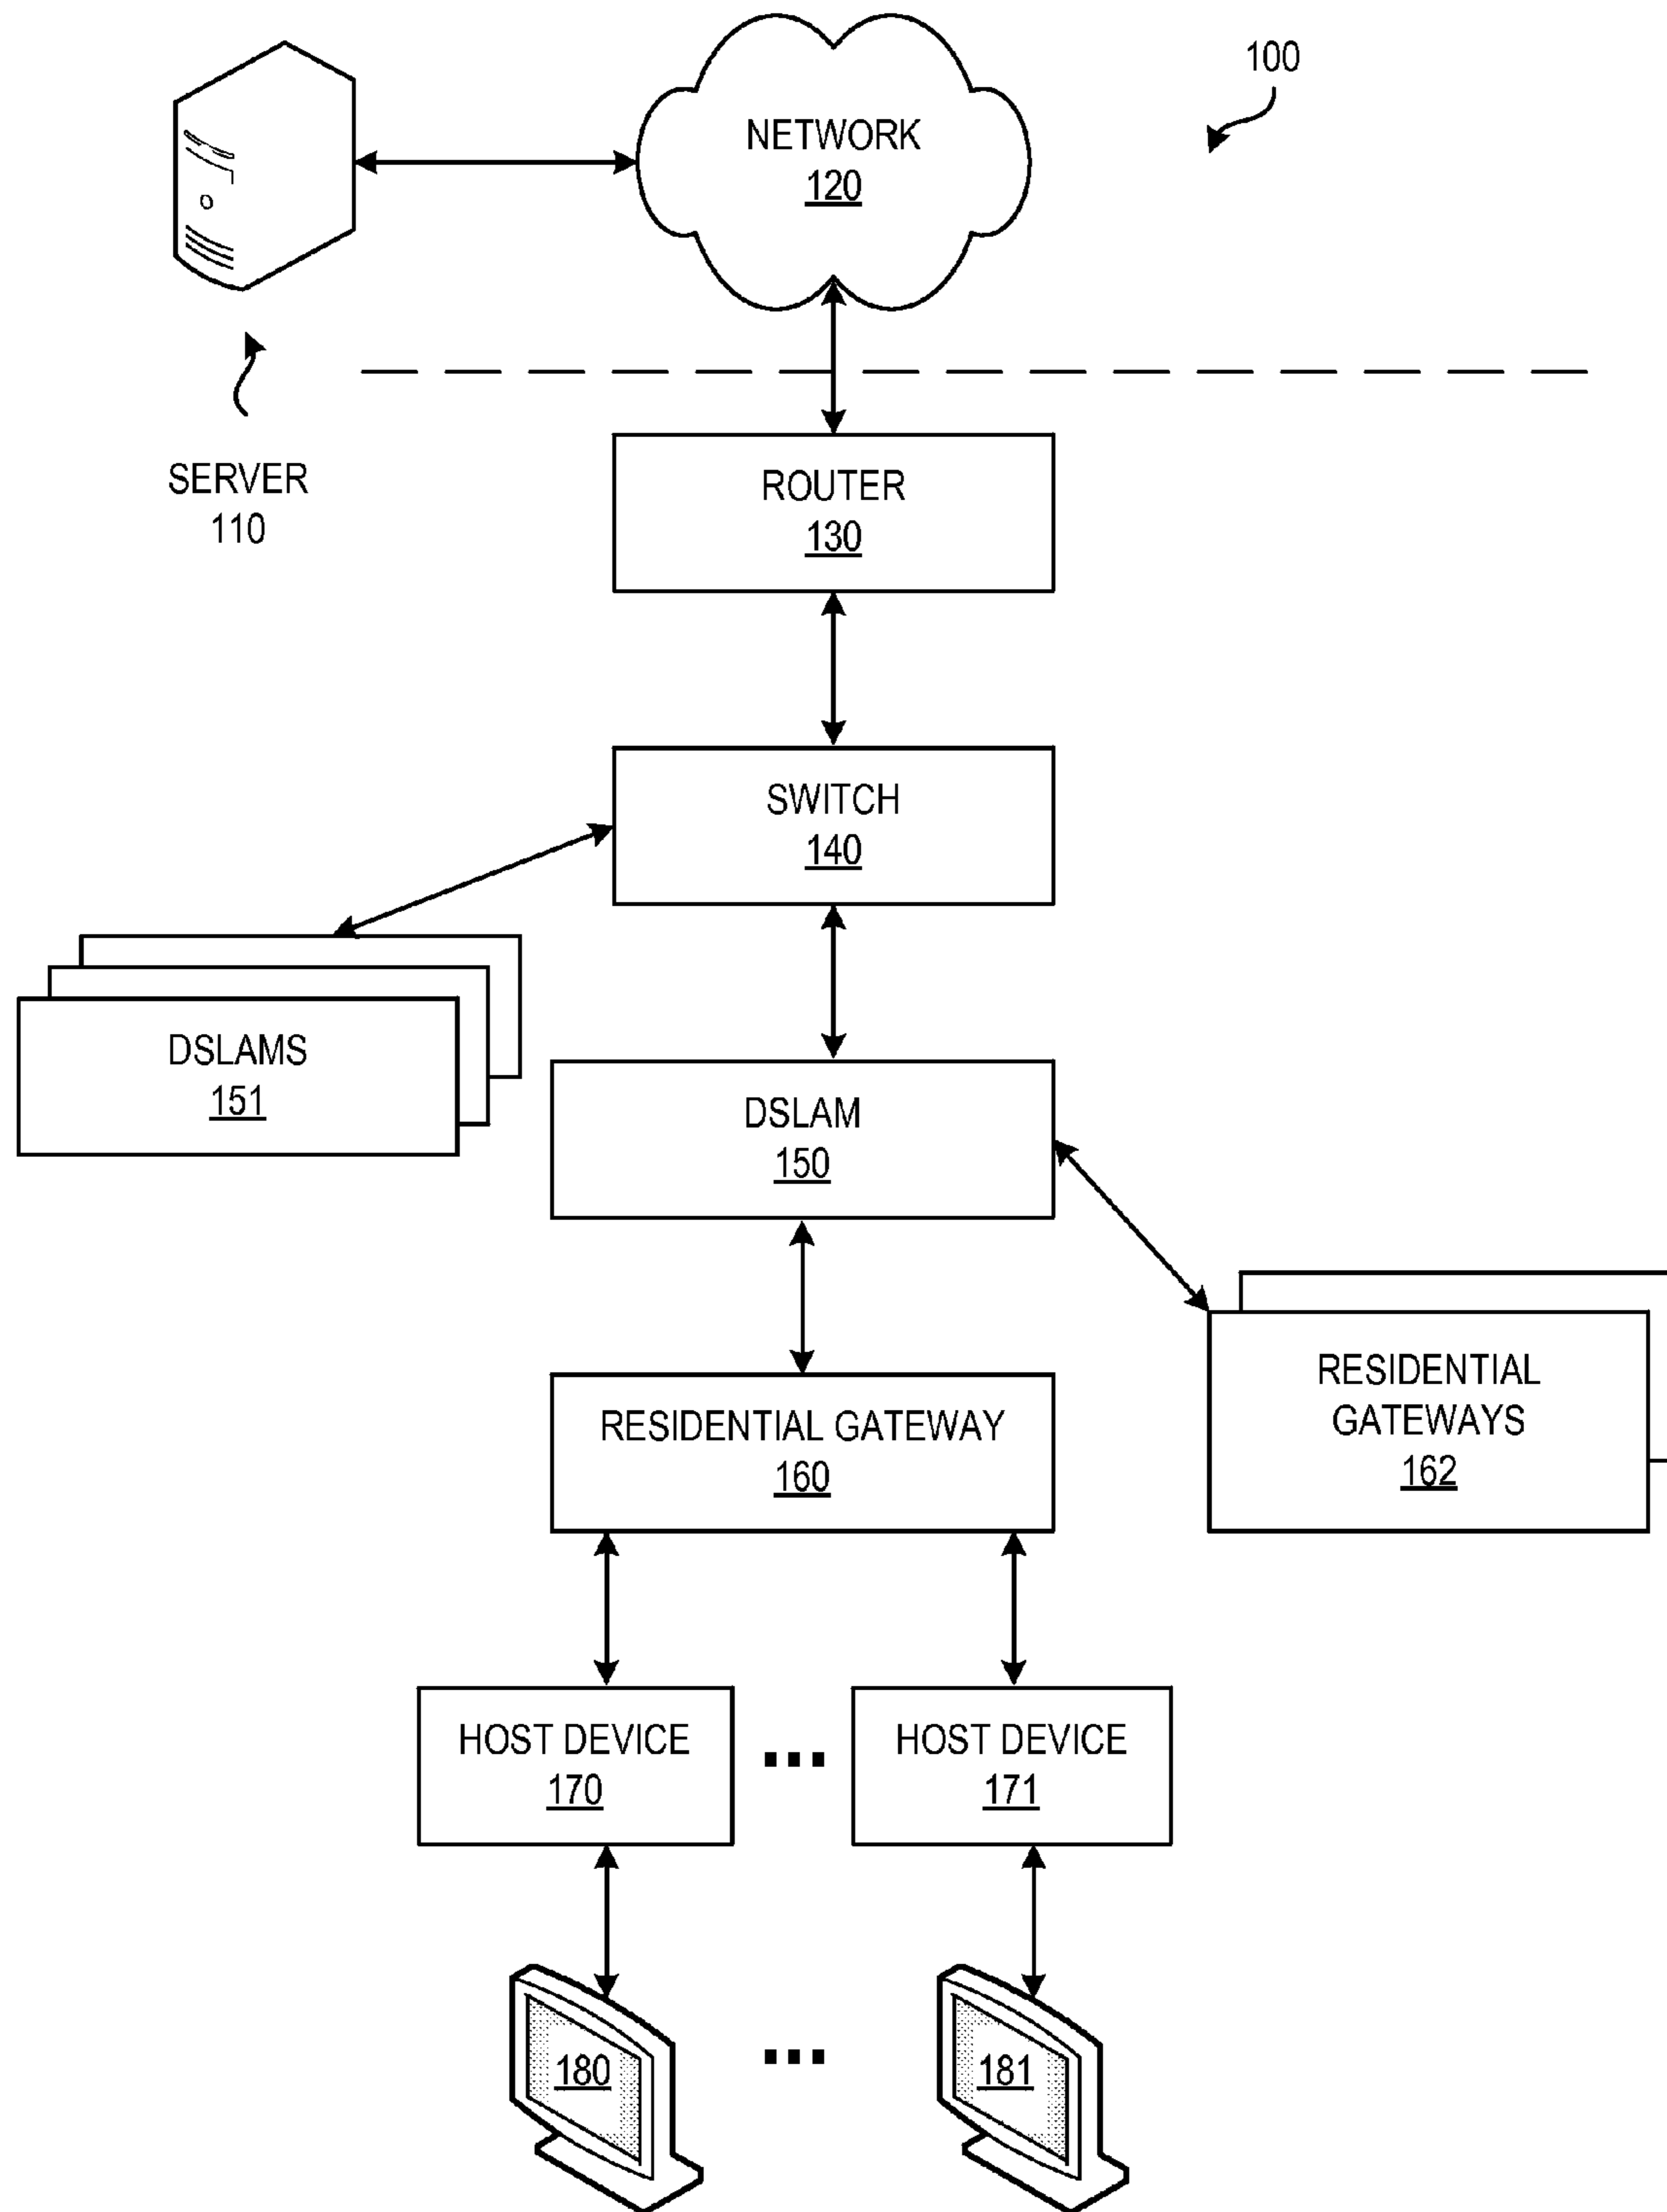 100
NETWORK
120
SERVER
110
ROUTER
130
SWITCH
140
DSLAMS
151
DSLAM
150
RESIDENTIAL
GATEWAYS
162
RESIDENTIAL GATEWAY
160
HOST DEVICE
170
HOST DEVICE
171
180
181